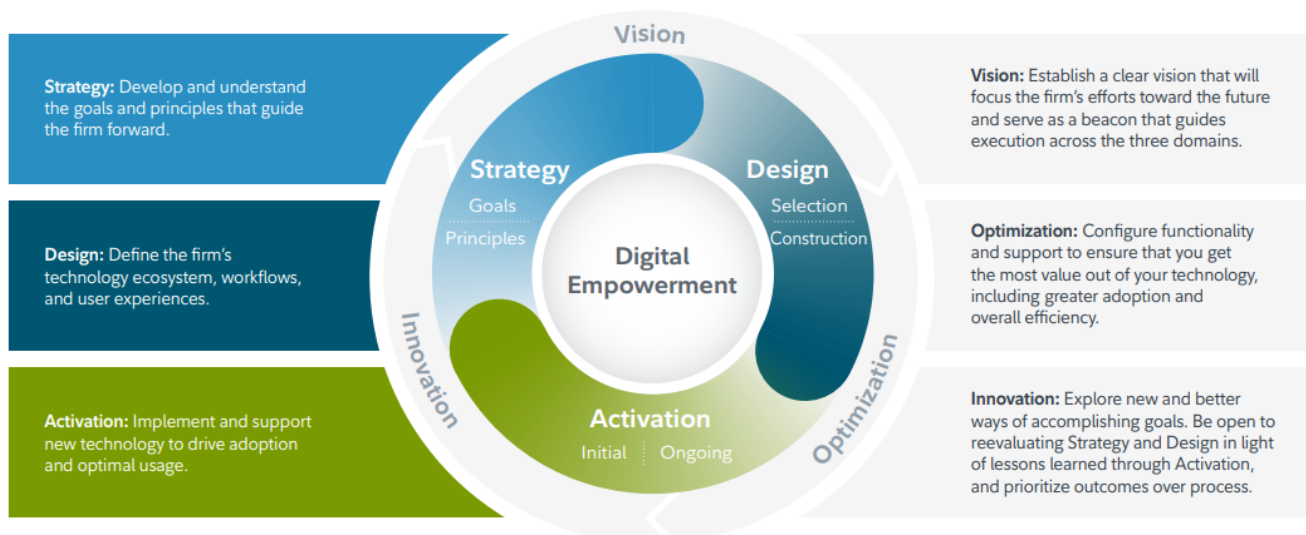 Strategy: Develop and understand
the goals and principles that guide
the firm forward.
Design: Define the firm's
technology ecosystem, workflows,
and user experiences.
Activation: Implement and support
new technology to drive adoption
and optimal usage.
Vision
Strategy
Goals
Principles
Design
Selection
Construction
Digital
Empowerment
Activation
Initial
Ongoing
Innovation
Optimization
Vision: Establish a clear vision that will
focus the firm's efforts toward the future
and serve as a beacon that guides
execution across the three domains.
Optimization: Configure functionality
and support to ensure that you get
the most value out of your technology,
including greater adoption and
overall efficiency.
Innovation: Explore new and better
ways of accomplishing goals. Be open to
reevaluating Strategy and Design in light
of lessons learned through Activation,
and prioritize outcomes over process.